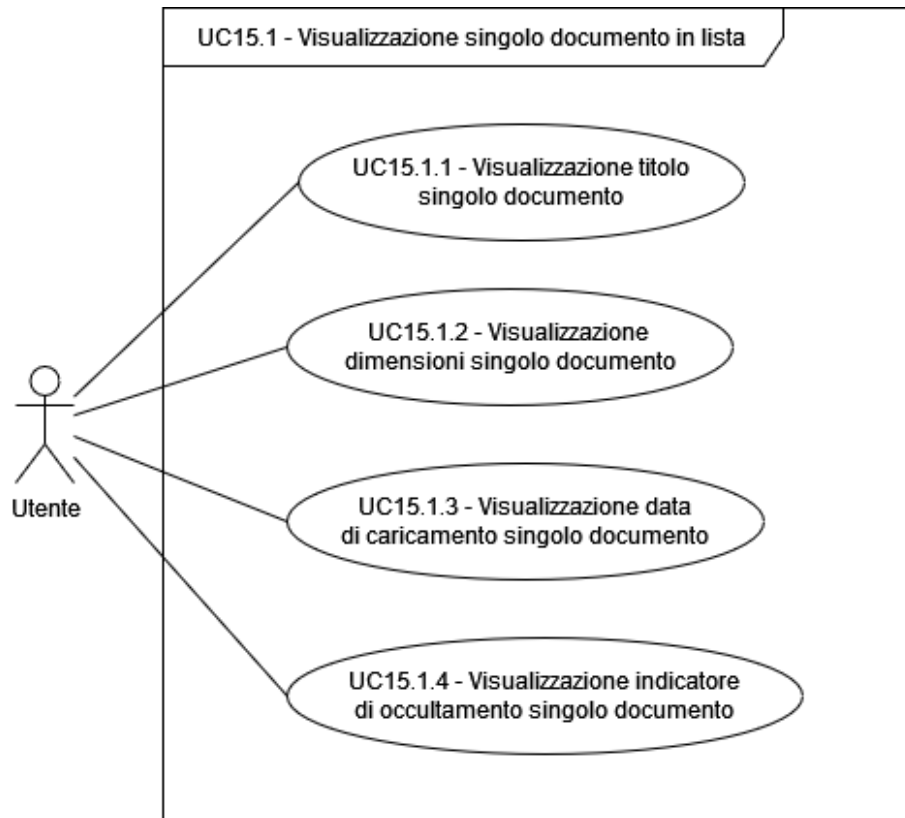 UC15.1 - Visualizzazione singolo documento in lista
UC15.1.1 - Visualizzazione titolo
singolo documento
UC15.1.2 - Visualizzazione
dimensioni singolo documento
UC15.1.3 - Visualizzazione data
di caricamento singolo documento
UC15.1.4 - Visualizzazione indicatore
di occultamento singolo documento
Utente